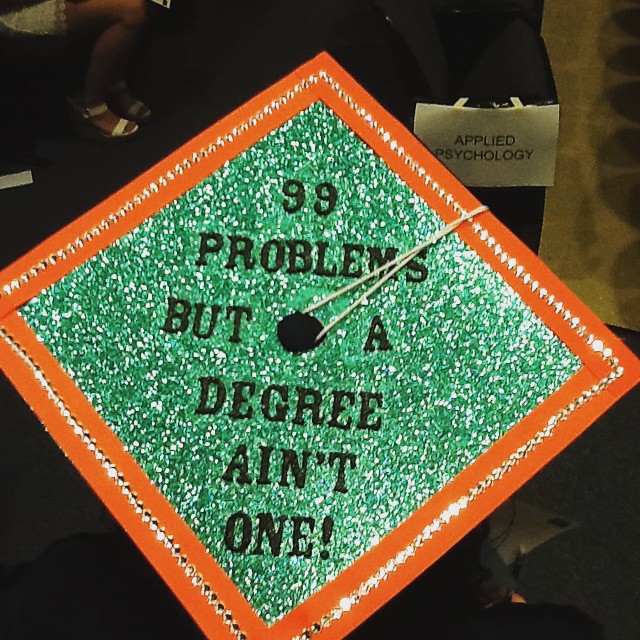 99
PROBLEMS
BUT A
DEGREE
AIN'T
ONE!
APPLIED
PSYCHOLOGY